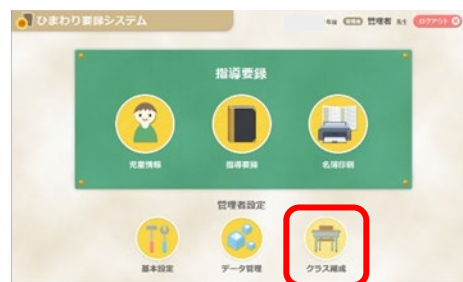 ひまわり要録システム
管理者 先生 ログアウト
指導要録
児童情報 指導要録 名簿印刷
管理者設定
基本設定 データ管理 クラス編成